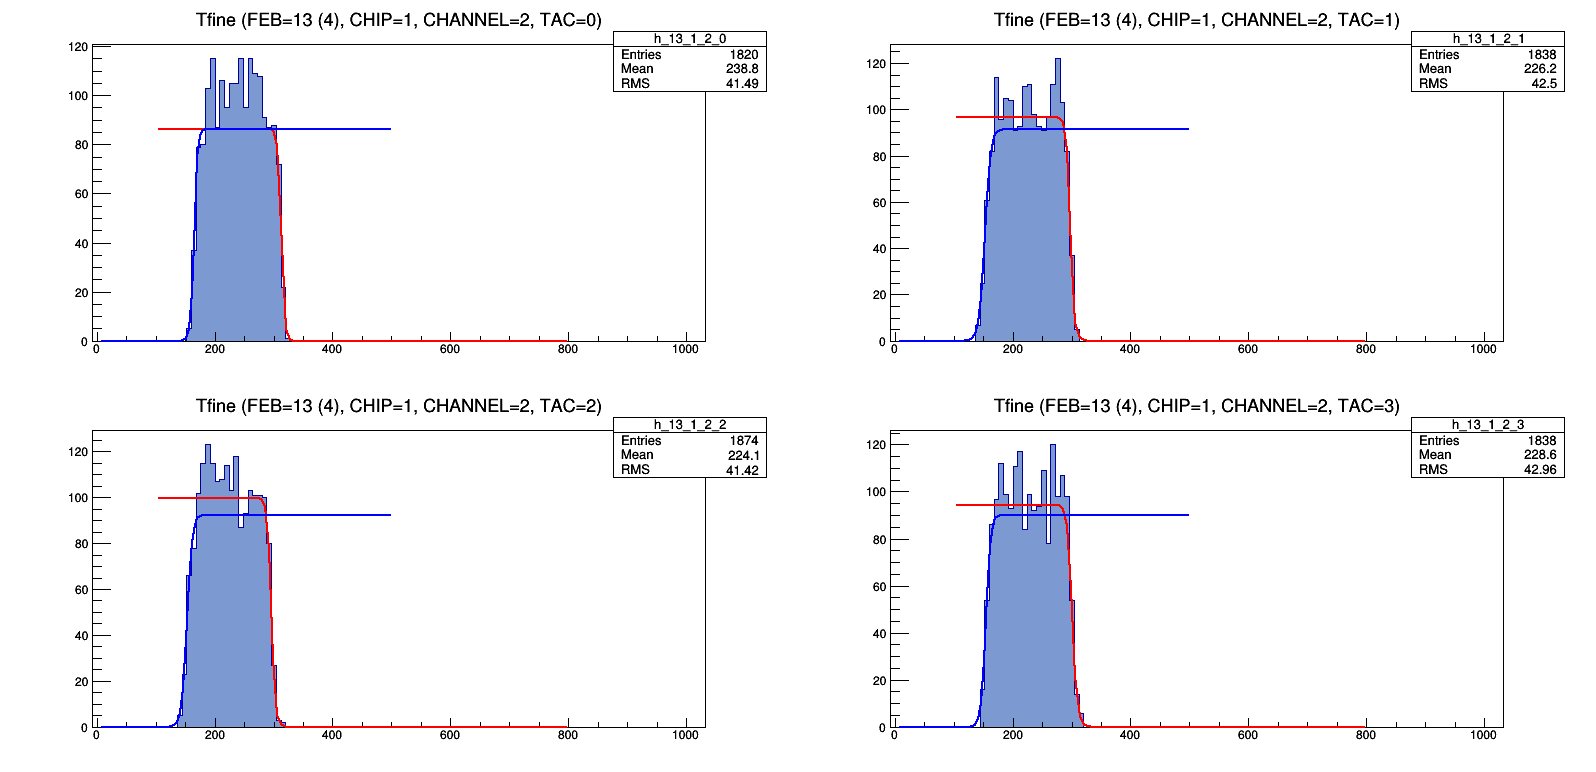 Tfine (FEB=13 (4), CHIP=1, CHANNEL=2, TAC=0)
h_13_1_2_0
Entries 1820
Mean 238.8
RMS 41.49
120
100
80
60
40
20
0
0 200 400 600 800 1000
Tfine (FEB=13 (4), CHIP=1, CHANNEL=2, TAC=1)
h_13_1_2_1
Entries 1838
Mean 226.2
RMS 42.5
120
100
80
60
40
20
0
0 200 400 600 800 1000
Tfine (FEB=13 (4), CHIP=1, CHANNEL=2, TAC=2)
h_13_1_2_2
Entries 1874
Mean 224.1
RMS 41.42
120
100
80
60
40
20
0
0 200 400 600 800 1000
Tfine (FEB=13 (4), CHIP=1, CHANNEL=2, TAC=3)
h_13_1_2_3
Entries 1838
Mean 228.6
RMS 42.96
120
100
80
60
40
20
0
0 200 400 600 800 1000